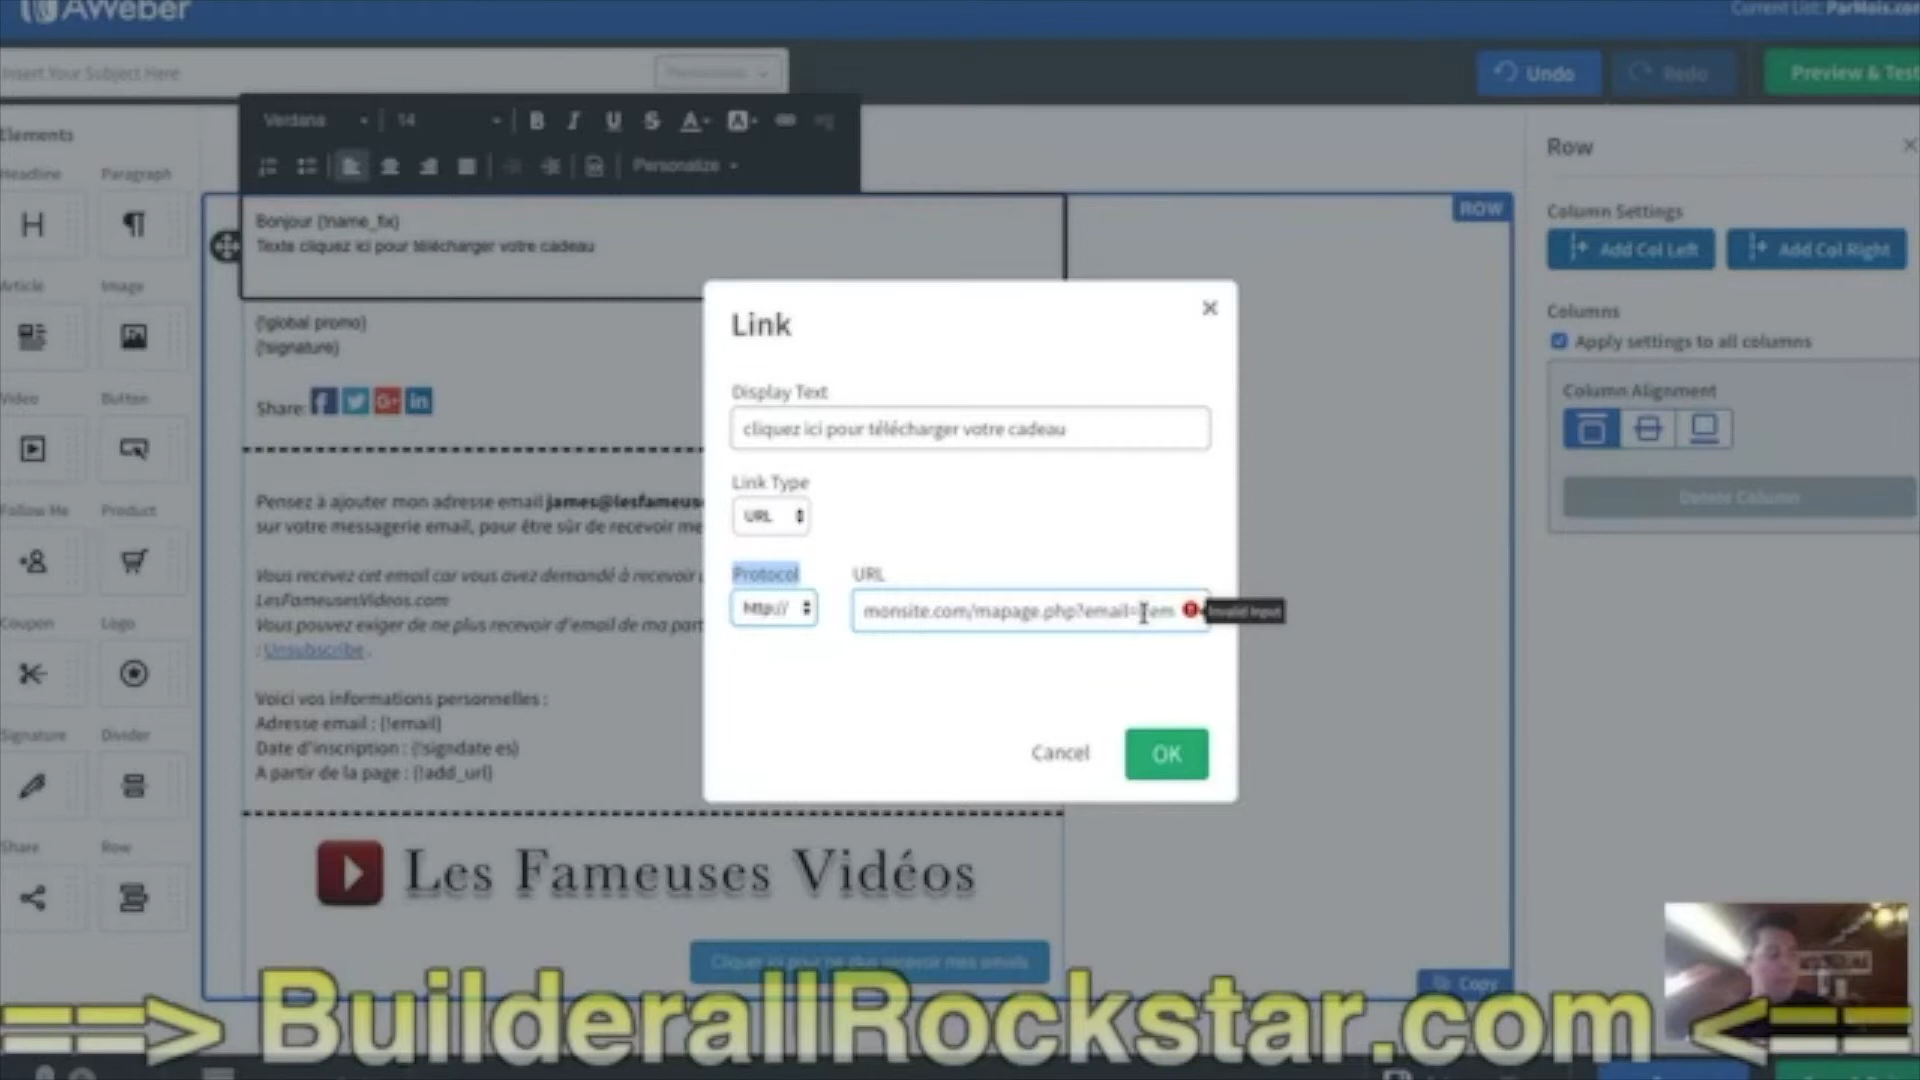 AWeber
Current List: ParMois.com
Insert Your Subject Here
Undo
Redo
Preview & Test
Verdana
14
Personalize
Elements
Headline
Paragraph
Article
Image
Video
Button
Follow Me
Product
Coupon
Logo
Signature
Divider
Share
Row
ROW
Bonjour {!name_fix}
Texte cliquez ici pour télécharger votre cadeau
{!global promo}
{!signature}
Share:
Pensez à ajouter mon adresse email james@lesfameus
sur votre messagerie email, pour être sûr de recevoir me
Vous recevez cet email car vous avez demandé à recevoir
LesFameusesVideos.com
Vous pouvez exiger de ne plus recevoir d'email de ma part
: Unsubscribe.
Voici vos informations personnelles :
Adresse email : {!email}
Date d'inscription : {!signdate es}
A partir de la page : {!add_url}
Les Fameuses Vidéos
Cliquer ici pour ne plus recevoir mes emails
Copy
Link
Display Text
cliquez ici pour télécharger votre cadeau
Link Type
URL
Protocol
URL
http://
monsite.com/mapage.php?email=
Invalid input
Cancel
OK
Row
Column Settings
Add Col Left
Add Col Right
Columns
Apply settings to all columns
Column Alignment
Delete Column
==> BuilderallRockstar.com <==